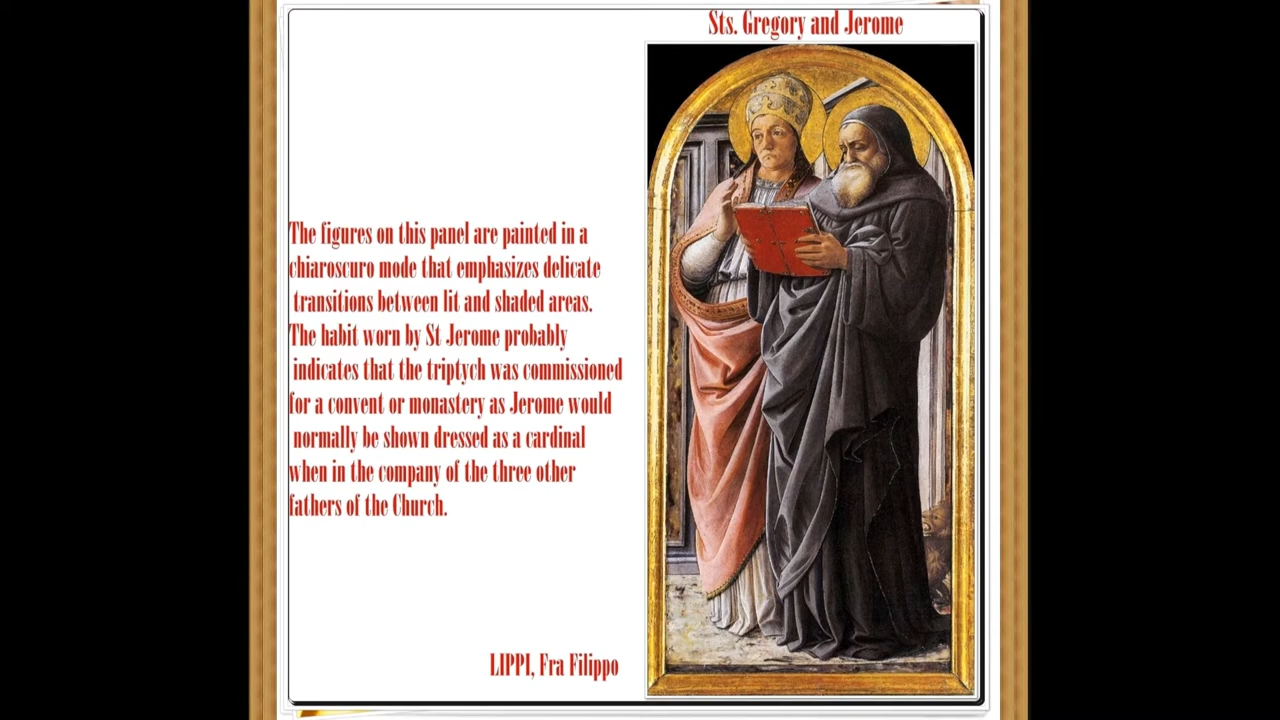 Sts. Gregory and Jerome
The figures on this panel are painted in a
chiaroscuro mode that emphasizes delicate
transitions between lit and shaded areas.
The habit worn by St Jerome probably
indicates that the triptych was commissioned
for a convent or monastery as Jerome would
normally be shown dressed as a cardinal
when in the company of the three other
fathers of the Church.
LIPPI, Fra Filippo